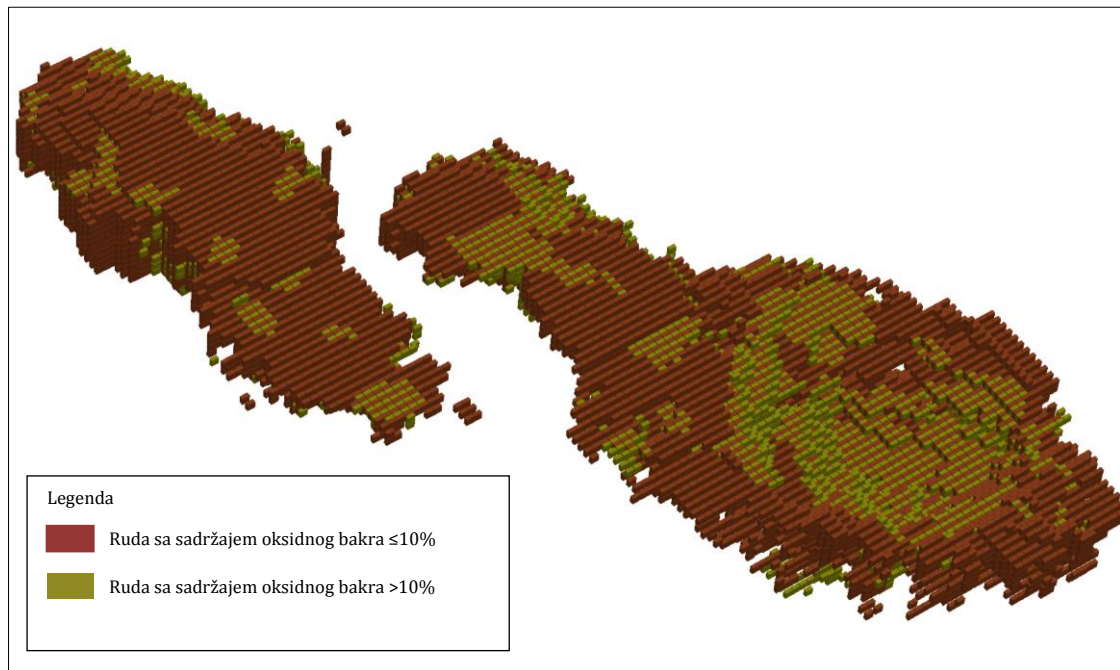 Legenda
Ruda sa sadržajem oksidnog bakra ≤10%
Ruda sa sadržajem oksidnog bakra >10%